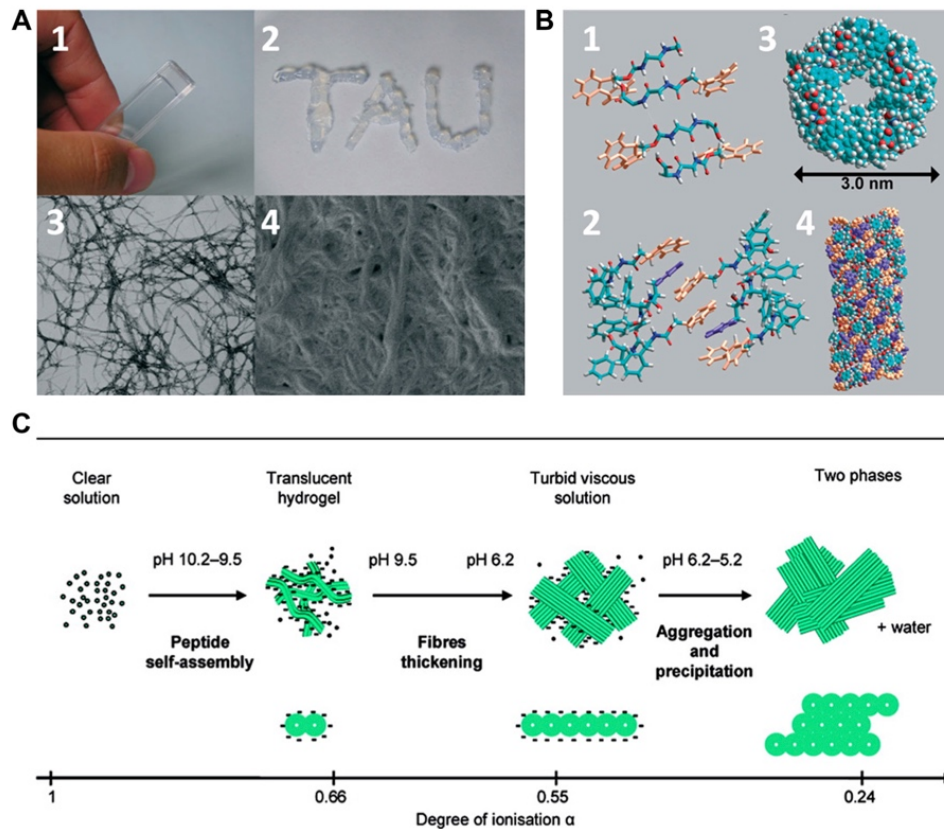 A
B
1
2
TAU
3
4
1
3
3.0 nm
2
4
C
Clear
solution
Translucent
hydrogel
Turbid viscous
solution
Two phases
pH 10.2–9.5
pH 9.5
pH 6.2
pH 6.2–5.2
+ water
Peptide
self-assembly
Fibres
thickening
Aggregation
and
precipitation
1
0.66
0.55
0.24
Degree of ionisation α